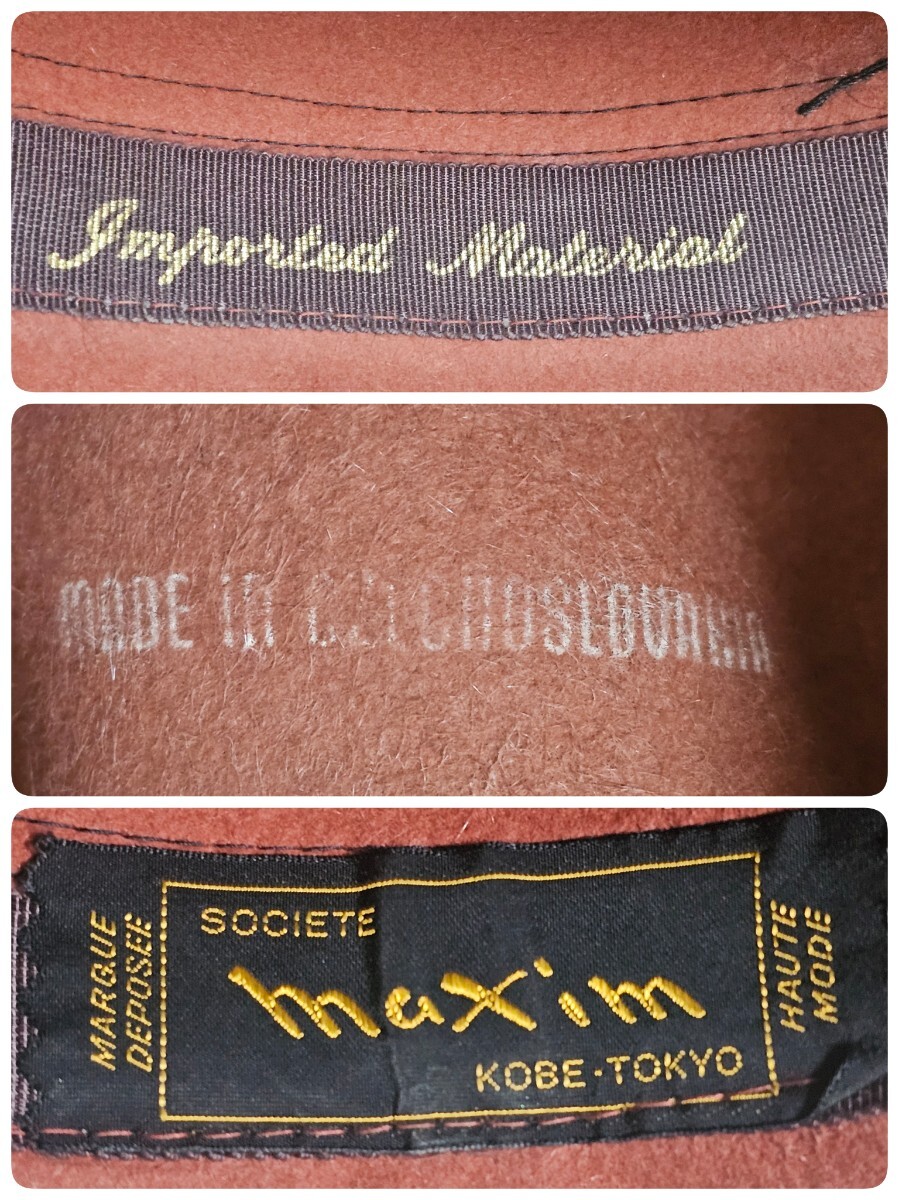 Imported Material
MADE IN CZECHOSLOVAKIA
MARQUE
DEPOSEE
SOCIETE
maxim
KOBE-TOKYO
HAUTE
MODE